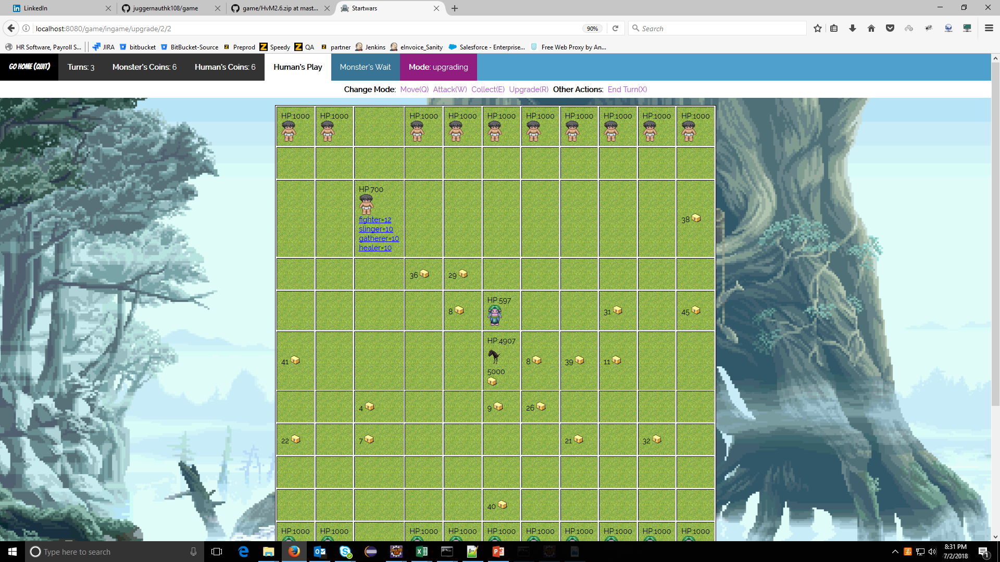 LinkedIn
juggernauthk108/game
game/HvM2.6.zip at mast...
Startwars
localhost:8080/game/ingame/upgrade/2/2
90%
Search
HR Software, Payroll S...
JIRA
bitbucket
BitBucket-Source
Preprod
Speedy
QA
partner
Jenkins
eInvoice_Sanity
Salesforce - Enterprise...
Free Web Proxy by An...
GO HOME (QUIT)
Turns: 3
Monster's Coins: 6
Human's Coins: 6
Human's Play
Monster's Wait
Mode: upgrading
Change Mode: Move(Q) Attack(W) Collect(E) Upgrade(R) Other Actions: End Turn(X)
HP:1000 HP:1000 HP:1000 HP:1000 HP:1000 HP:1000 HP:1000 HP:1000 HP:1000 HP:1000
HP:700
fighter=12
slinger=10
gatherer=10
healer=10
38
36 29
HP:597
8 31 45
HP:4907
5000
41 8 39 11
4 9 26
22 7 21 32
40
HP:1000 HP:1000 HP:1000 HP:1000 HP:1000 HP:1000 HP:1000 HP:1000 HP:1000 HP:1000
Type here to search
8:31 PM
7/2/2018
1